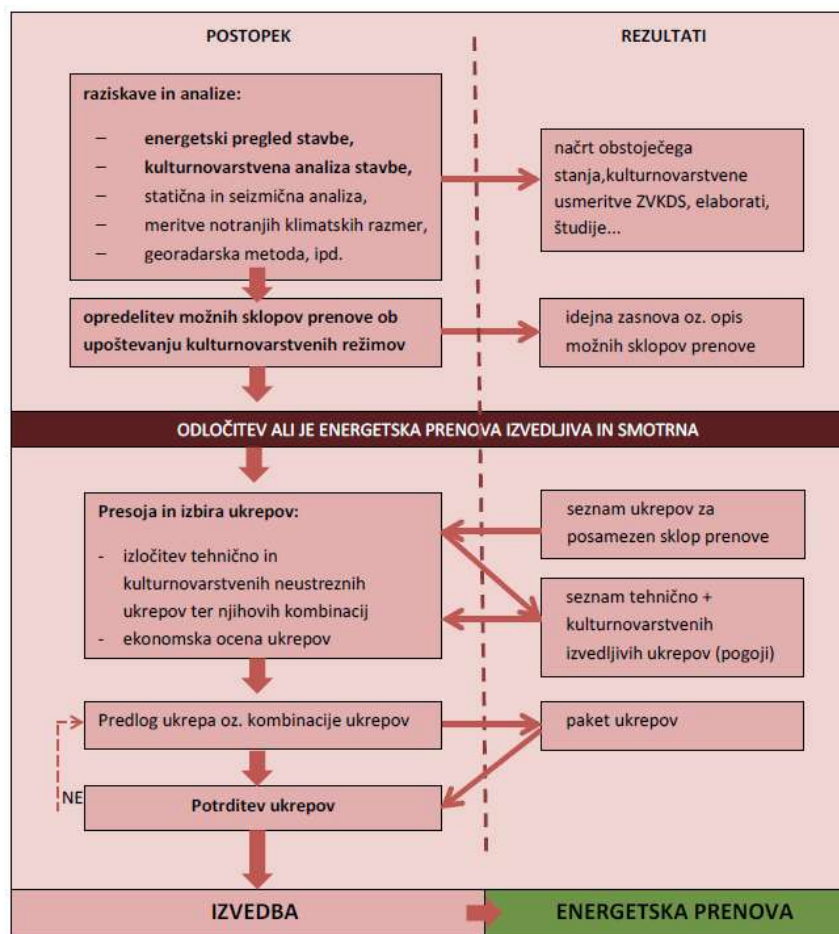 POSTOPEK
REZULTATI
raziskave in analize:
– energetski pregled stavbe,
– kulturnovarstvena analiza stavbe,
– statična in seizmična analiza,
– meritve notranjih klimatskih razmer,
– georadarska metoda, ipd.
načrt obstoječega
stanja,kulturnovarstvene
usmeritve ZVKDS, elaborati,
študije...
opredelitev možnih sklopov prenove ob
upoštevanju kulturnovarstvenih režimov
idejna zasnova oz. opis
možnih sklopov prenove
ODLOČITEV ALI JE ENERGETSKA PRENOVA IZVEDLJIVA IN SMOTRNA
Presoja in izbira ukrepov:
- izločitev tehnično in
kulturnovarstvenih neustreznih
ukrepov ter njihovih kombinacij
- ekonomska ocena ukrepov
seznam ukrepov za
posamezen sklop prenove
seznam tehnično +
kulturnovarstvenih
izvedljivih ukrepov (pogoji)
Predlog ukrepa oz. kombinacije ukrepov
paket ukrepov
NE
Potrditev ukrepov
IZVEDBA
ENERGETSKA PRENOVA